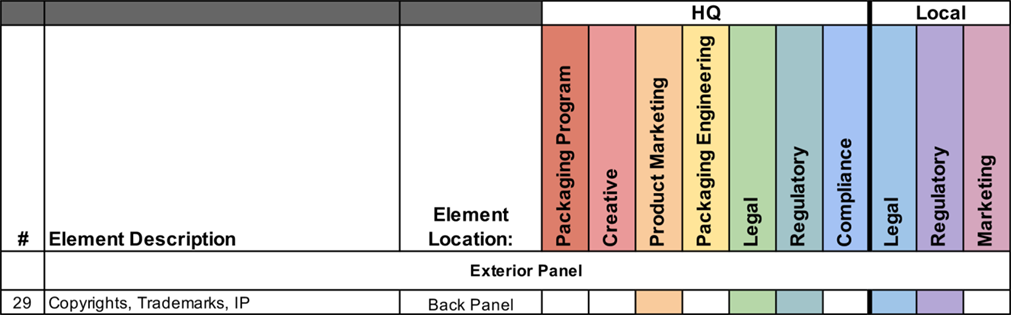 HQ Local
# Element Description Element Location: Packaging Program Creative Product Marketing Packaging Engineering Legal Regulatory Compliance Legal Regulatory Marketing
Exterior Panel
29 Copyrights, Trademarks, IP Back Panel